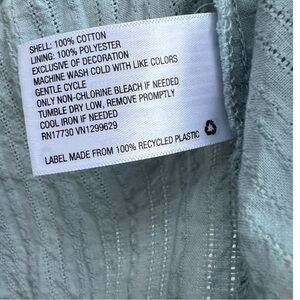 SHELL: 100% COTTON
LINING: 100% POLYESTER
EXCLUSIVE OF DECORATION
MACHINE WASH COLD WITH LIKE COLORS
GENTLE CYCLE
ONLY NON-CHLORINE BLEACH IF NEEDED
TUMBLE DRY LOW, REMOVE PROMPTLY
COOL IRON IF NEEDED
RN17730 VN1299629
LABEL MADE FROM 100% RECYCLED PLASTIC